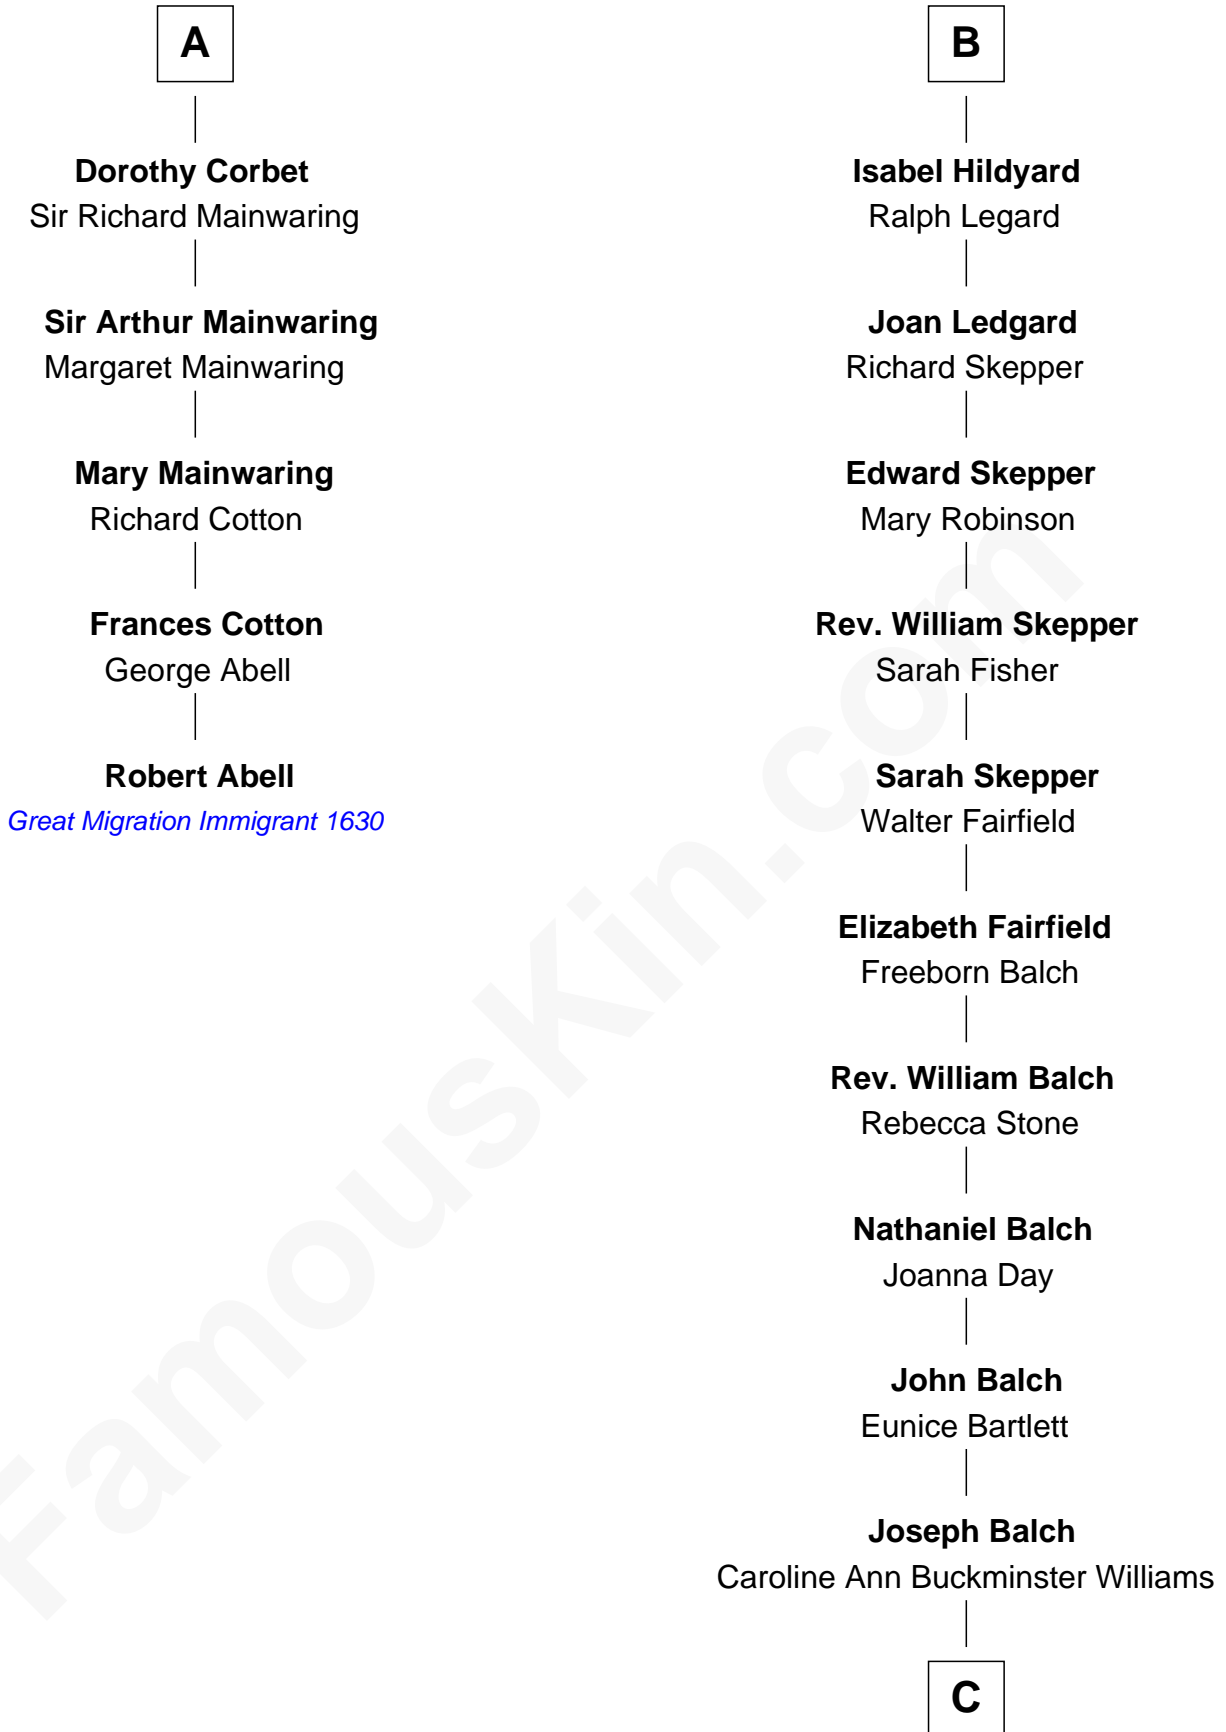 A
Dorothy Corbet
Sir Richard Mainwaring
Sir Arthur Mainwaring
Margaret Mainwaring
Mary Mainwaring
Richard Cotton
Frances Cotton
George Abell
Robert Abell
Great Migration Immigrant 1630
B
Isabel Hildyard
Ralph Legard
Joan Ledgard
Richard Skepper
Edward Skepper
Mary Robinson
Rev. William Skepper
Sarah Fisher
Sarah Skepper
Walter Fairfield
Elizabeth Fairfield
Freeborn Balch
Rev. William Balch
Rebecca Stone
Nathaniel Balch
Joanna Day
John Balch
Eunice Bartlett
Joseph Balch
Caroline Ann Buckminster Williams
C
FamousKin.com